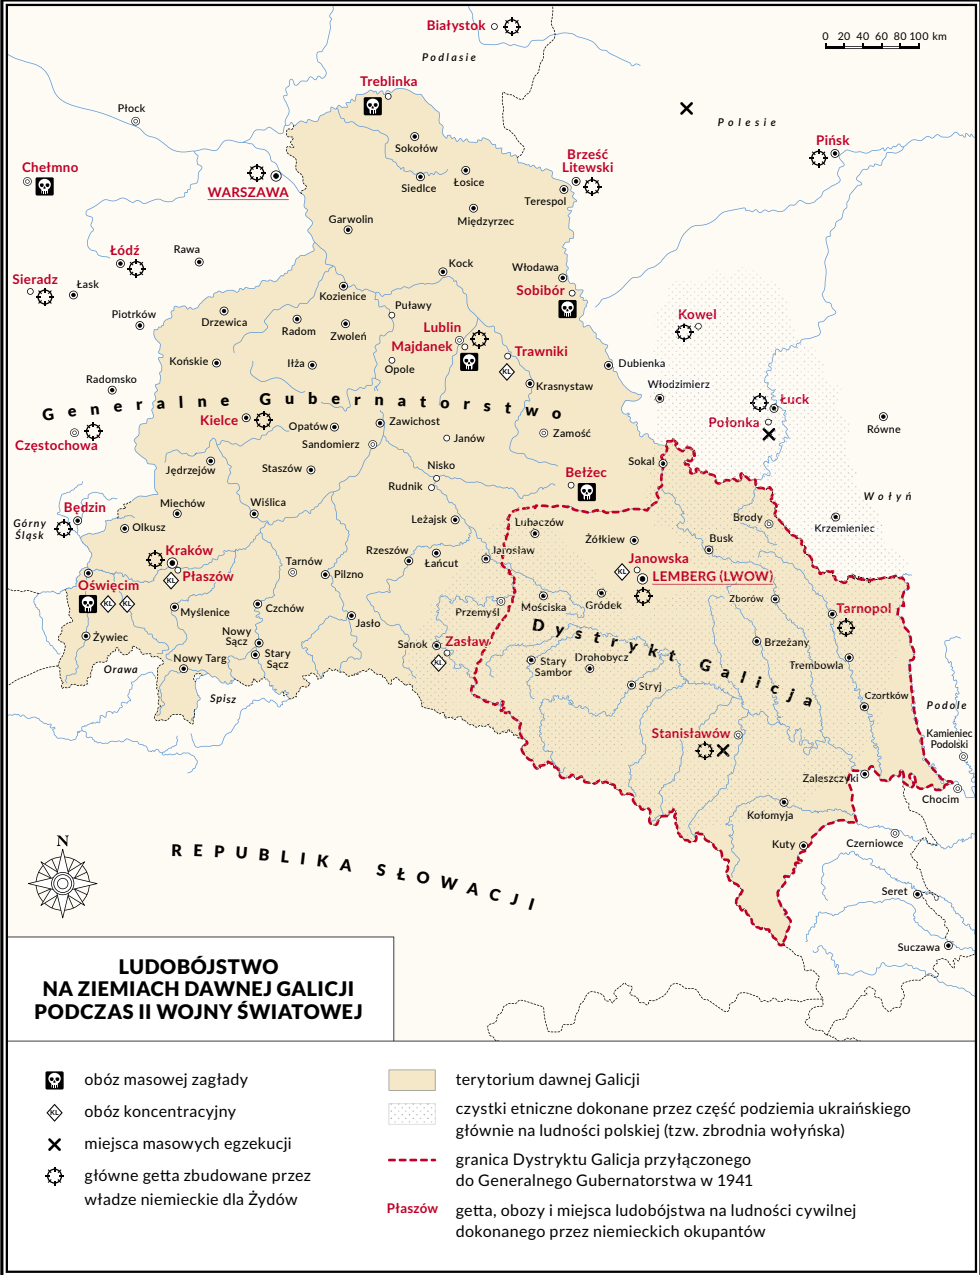 Białystok
Podlasie
0 20 40 60 80 100 km
Treblinka
Płock
Polesie
Sokołów
Pińsk
Chełmno
Brześć
Litewski
WARSZAWA
Siedlce
Łosice
Terespol
Międzyrzec
Garwolin
Łódź
Rawa
Kock
Włodawa
Sieradz
Łask
Kozienice
Sobibór
Puławy
Piotrków
Drzewica
Radom
Zwoleń
Lublin
Kowel
Majdanek
Trawniki
Końskie
Iłża
Opole
Dubienka
Radomsko
Krasnystaw
Włodzimierz
Generalne Gubernatorstwo
Łuck
Kielce
Opatów
Zawichost
Połonka
Równe
Częstochowa
Sandomierz
Janów
Zamość
Jędrzejów
Staszów
Nisko
Bełżec
Sokal
Rudnik
Wołyń
Będzin
Miechów
Wiślica
Górny
Śląsk
Olkusz
Leżajsk
Lubaczów
Brody
Krzemieniec
Żółkiew
Busk
Kraków
Rzeszów
Łańcut
Jarosław
Janowska
Płaszów
Tarnów
Pilzno
LEMBERG (LWOW)
Oświęcim
KL
KL
KL
KL
KL
KL
Myślenice
Czchów
Jasło
Przemyśl
Mościska
Gródek
Zborów
Tarnopol
Żywiec
Nowy
Sącz
Sanok
Zasław
Dystrykt Galicja
Brzeżany
Orawa
Nowy Targ
Stary
Sącz
Stary
Sambor
Drohobycz
Trembowla
Spisz
Stryj
Czortków
Podole
Stanisławów
Kamieniec
Podolski
Zaleszczyki
Chocim
Kołomyja
Kuty
Czerniowce
N
REPUBLIKA SŁOWACJI
Seret
Suczawa
LUDOBÓJSTWO
NA ZIEMIACH DAWNEJ GALICJI
PODCZAS II WOJNY ŚWIATOWEJ
obóz masowej zagłady
KL
obóz koncentracyjny
miejsca masowych egzekucji
główne getta zbudowane przez
władze niemieckie dla Żydów
terytorium dawnej Galicji
czystki etniczne dokonane przez część podziemia ukraińskiego
głównie na ludności polskiej (tzw. zbrodnia wołyńska)
granica Dystryktu Galicja przyłączonego
do Generalnego Gubernatorstwa w 1941
Płaszów
getta, obozy i miejsca ludobójstwa na ludności cywilnej
dokonanego przez niemieckich okupantów